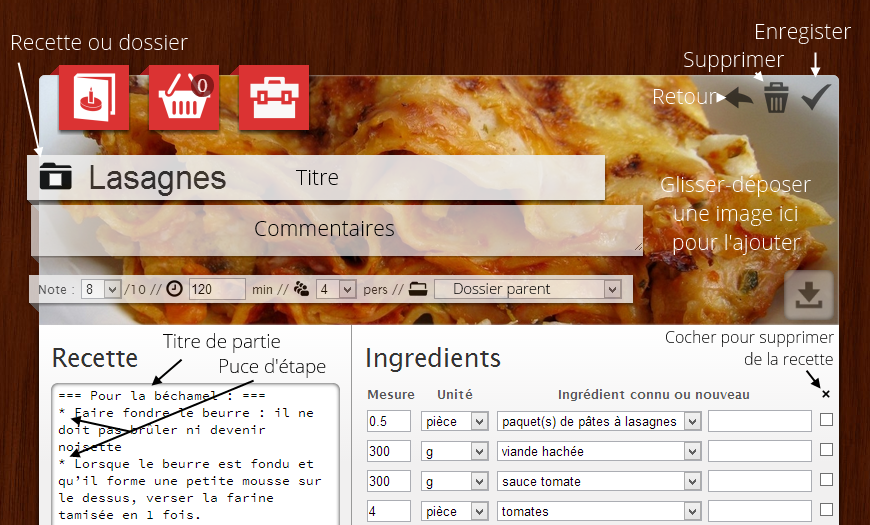 Recette ou dossier
Enregister
Supprimer
Retour
0
Lasagnes Titre
Commentaires
Glisser-déposer
une image ici
pour l'ajouter
Note : 8 /10 // 120 min // 4 pers // Dossier parent
Recette
Titre de partie
Puce d'étape
=== Pour la béchamel : ===
* Faire fondre le beurre : il ne
doit pas brûler ni devenir
noisette
* Lorsque le beurre est fondu et
qu’il forme une petite mousse sur
le dessus, verser la farine
tamisée en 1 fois.
Ingredients
Cocher pour supprimer
de la recette
Mesure Unité Ingrédient connu ou nouveau ×
0.5 pièce paquet(s) de pâtes à lasagnes
300 g viande hachée
300 g sauce tomate
4 pièce tomates